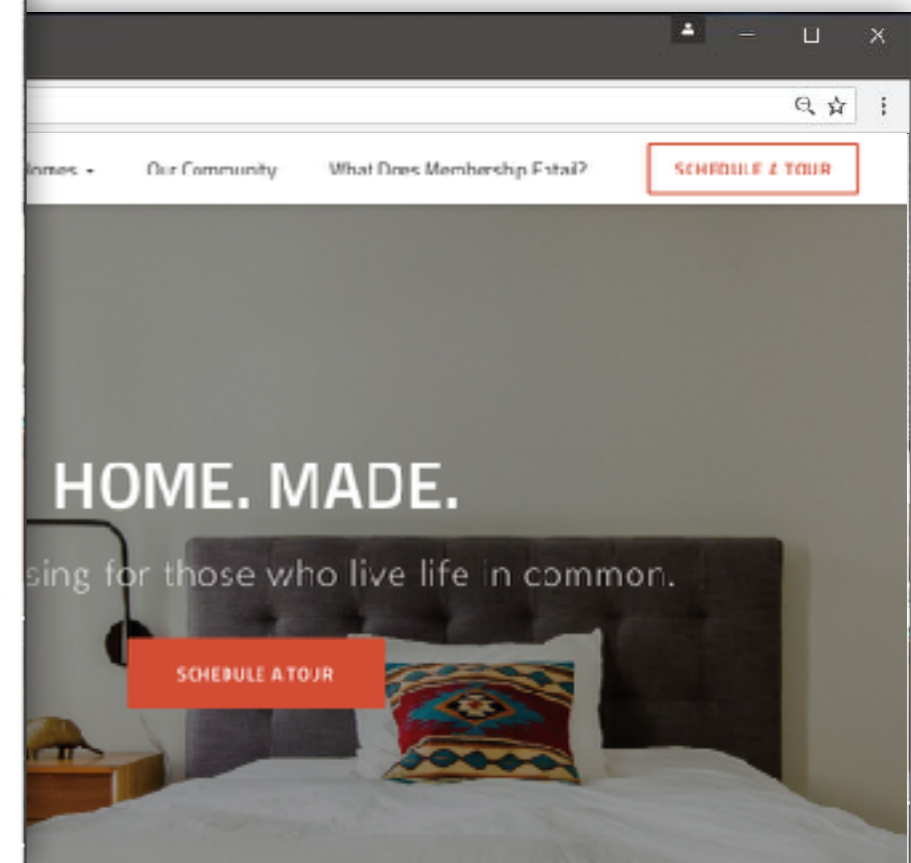 Our Community What Does Membership Entail? SCHEDULE A TOUR
HOME. MADE.
for those who live life in common.
SCHEDULE A TOUR